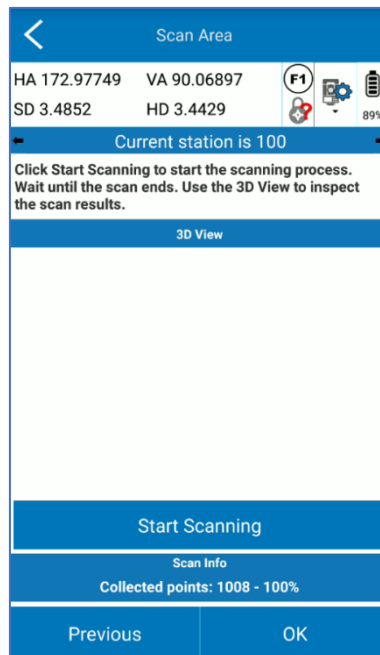 Scan Area
HA 172.97749 VA 90.06897
F1
SD 3.4852 HD 3.4429
?
89%
Current station is 100
Click Start Scanning to start the scanning process.
Wait until the scan ends. Use the 3D View to inspect
the scan results.
3D View
Start Scanning
Scan Info
Collected points: 1008 - 100%
Previous OK